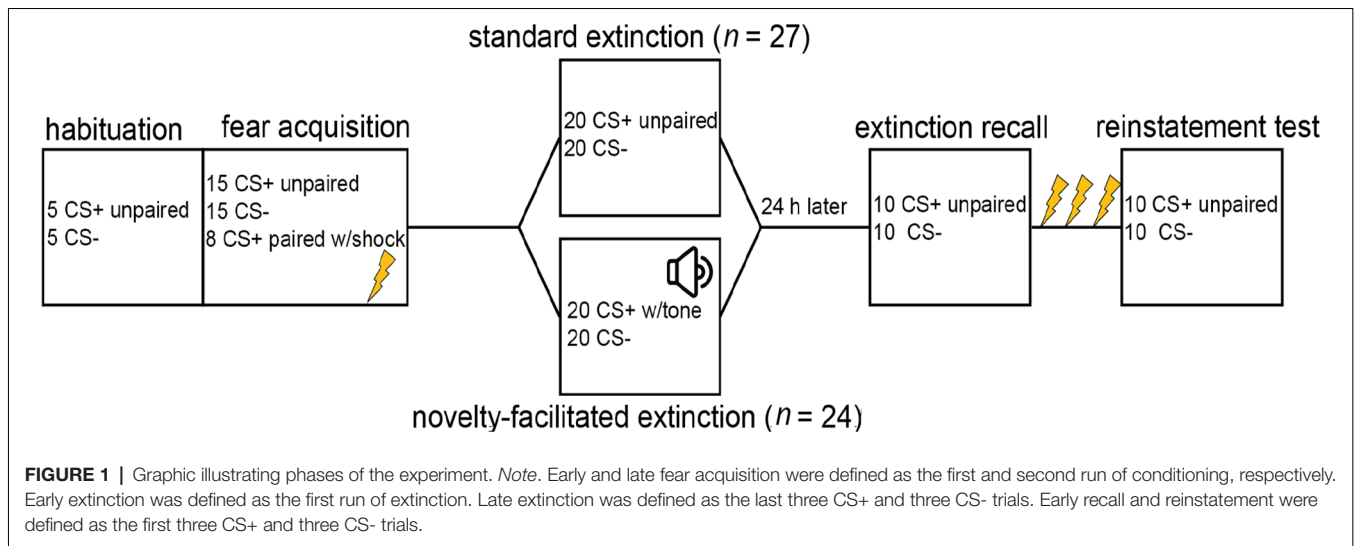 standard extinction (n = 27)
habituation
fear acquisition
5 CS+ unpaired
5 CS-
15 CS+ unpaired
15 CS-
8 CS+ paired w/shock
20 CS+ unpaired
20 CS-
20 CS+ w/tone
20 CS-
novelty-facilitated extinction (n = 24)
24 h later
extinction recall
10 CS+ unpaired
10 CS-
reinstatement test
10 CS+ unpaired
10 CS-
FIGURE 1 | Graphic illustrating phases of the experiment. Note. Early and late fear acquisition were defined as the first and second run of conditioning, respectively.
Early extinction was defined as the first run of extinction. Late extinction was defined as the last three CS+ and three CS- trials. Early recall and reinstatement were
defined as the first three CS+ and three CS- trials.